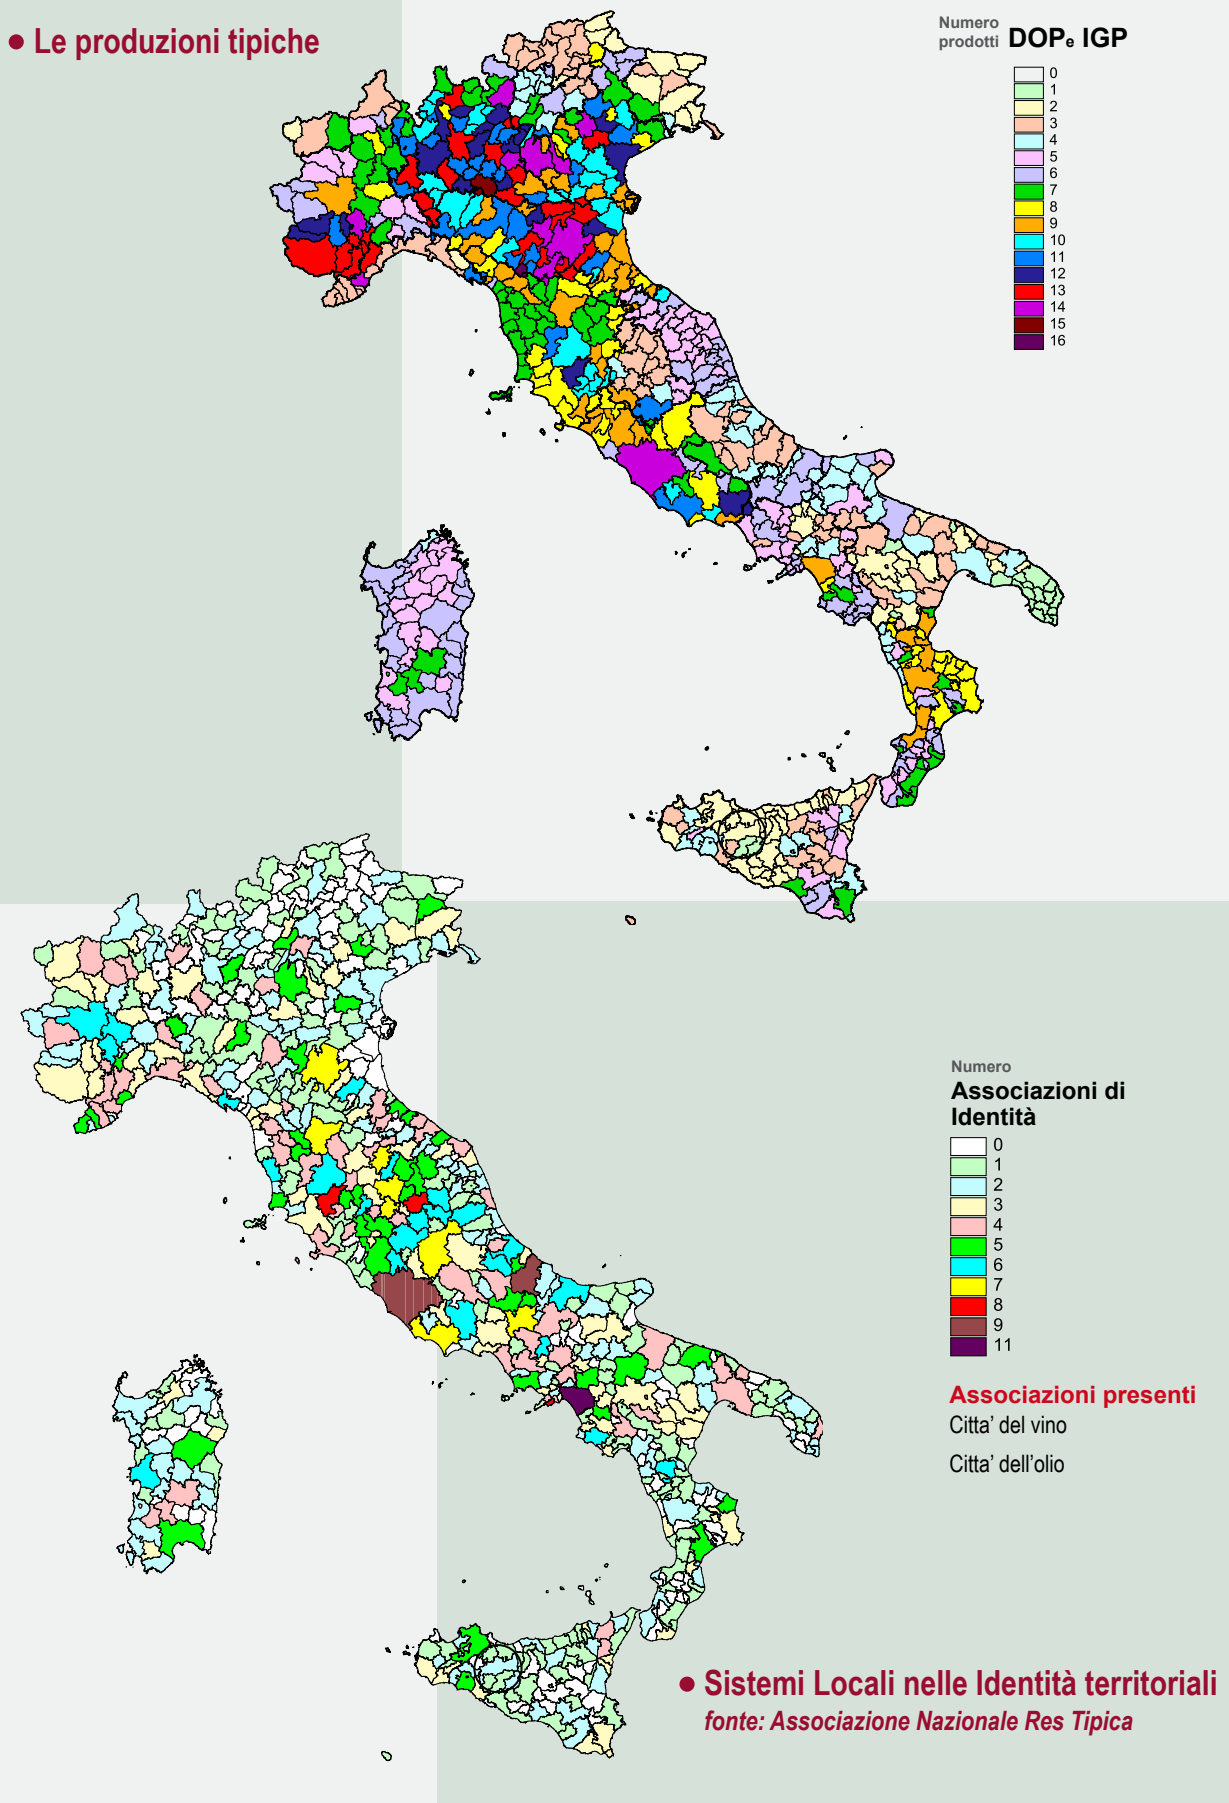 • Le produzioni tipiche
Numero
prodotti DOPe IGP
0
1
2
3
4
5
6
7
8
9
10
11
12
13
14
15
16
Numero
Associazioni di
Identità
0
1
2
3
4
5
6
7
8
9
11
Associazioni presenti
Citta' del vino
Citta' dell'olio
• Sistemi Locali nelle Identità territoriali
fonte: Associazione Nazionale Res Tipica